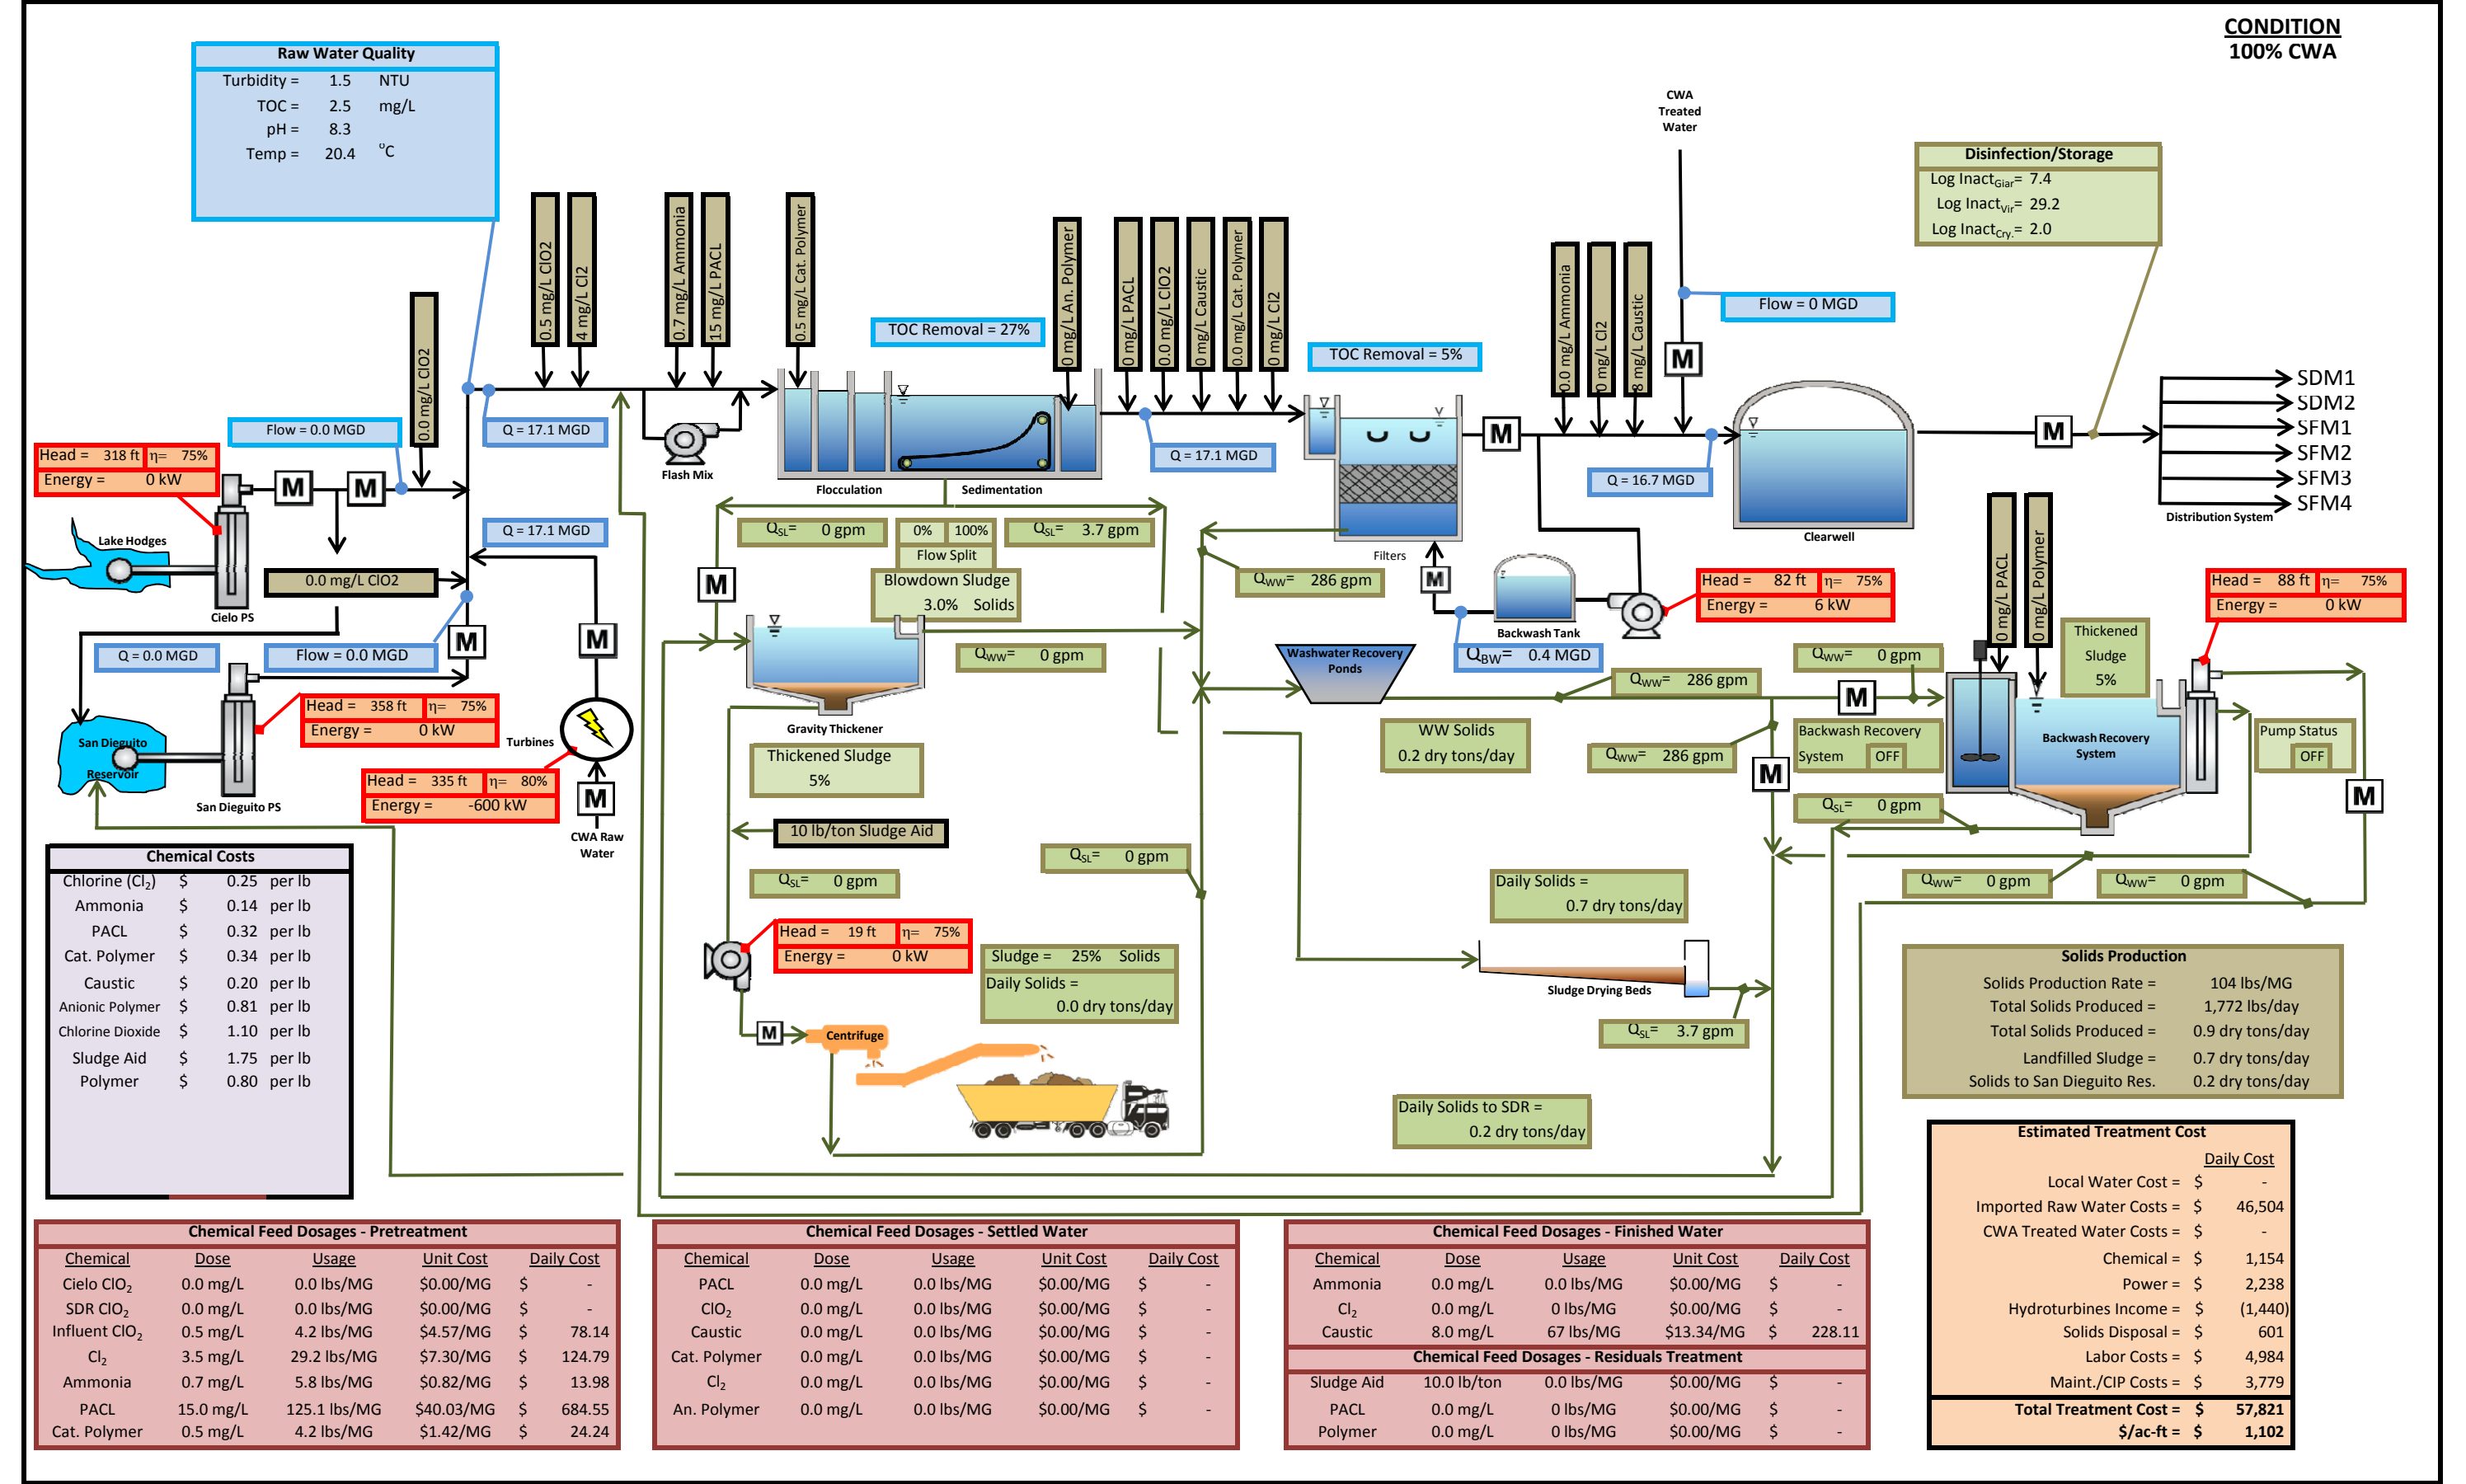 CONDITION
100% CWA
Raw Water Quality
Turbidity = 1.5 NTU
TOC = 2.5 mg/L
pH = 8.3
Temp = 20.4 °C
CWA
Treated
Water
Disinfection/Storage
Log Inact Giar= 7.4
Log Inact Vir= 29.2
Log Inact Cry.= 2.0
0.0 mg/L ClO2
0.5 mg/L ClO2
4 mg/L Cl2
0.7 mg/L Ammonia
15 mg/L PACL
0.5 mg/L Cat. Polymer
TOC Removal = 27%
0 mg/L An. Polymer
0 mg/L PACL
0.0 mg/L ClO2
0 mg/L Caustic
0.0 mg/L Cat. Polymer
0 mg/L Cl2
TOC Removal = 5%
0.0 mg/L Ammonia
0 mg/L Cl2
8 mg/L Caustic
Flow = 0 MGD
M
SDM1
SDM2
SFM1
SFM2
SFM3
SFM4
Distribution System
Flow = 0.0 MGD
Q = 17.1 MGD
Flash Mix
Flocculation
Sedimentation
Q = 17.1 MGD
M
Q = 16.7 MGD
Clearwell
M
Head = 318 ft η= 75%
Energy = 0 kW
M
M
Lake Hodges
Cielo PS
0.0 mg/L ClO2
Q = 17.1 MGD
QSL= 0 gpm
0% 100%
Flow Split
QSL= 3.7 gpm
Blowdown Sludge
3.0% Solids
M
Filters
QWW= 286 gpm
M
Backwash Tank
QBW= 0.4 MGD
Head = 82 ft η= 75%
Energy = 6 kW
0 mg/L PACL
0 mg/L Polymer
Head = 88 ft η= 75%
Energy = 0 kW
Thickened
Sludge
5%
Q = 0.0 MGD
Flow = 0.0 MGD
M
M
San Dieguito
Reservoir
San Dieguito PS
Head = 358 ft η= 75%
Energy = 0 kW
Turbines
Head = 335 ft η= 80%
Energy = -600 kW
M
CWA Raw
Water
Gravity Thickener
QWW= 0 gpm
Washwater Recovery
Ponds
QWW= 286 gpm
QWW= 0 gpm
M
WW Solids
0.2 dry tons/day
QWW= 286 gpm
M
Backwash Recovery
System OFF
Backwash Recovery
System
Pump Status
OFF
M
QSL= 0 gpm
Thickened Sludge
5%
10 lb/ton Sludge Aid
QSL= 0 gpm
QSL= 0 gpm
QWW= 0 gpm
QWW= 0 gpm
Daily Solids =
0.7 dry tons/day
Head = 19 ft η= 75%
Energy = 0 kW
Sludge = 25% Solids
Daily Solids =
0.0 dry tons/day
M
Centrifuge
Sludge Drying Beds
QSL= 3.7 gpm
Daily Solids to SDR =
0.2 dry tons/day
Chemical Costs
Chlorine (Cl2) $ 0.25 per lb
Ammonia $ 0.14 per lb
PACL $ 0.32 per lb
Cat. Polymer $ 0.34 per lb
Caustic $ 0.20 per lb
Anionic Polymer $ 0.81 per lb
Chlorine Dioxide $ 1.10 per lb
Sludge Aid $ 1.75 per lb
Polymer $ 0.80 per lb
Solids Production
Solids Production Rate = 104 lbs/MG
Total Solids Produced = 1,772 lbs/day
Total Solids Produced = 0.9 dry tons/day
Landfilled Sludge = 0.7 dry tons/day
Solids to San Dieguito Res. 0.2 dry tons/day
Estimated Treatment Cost
Daily Cost
Local Water Cost = $ -
Imported Raw Water Costs = $ 46,504
CWA Treated Water Costs = $ -
Chemical = $ 1,154
Power = $ 2,238
Hydroturbines Income = $ (1,440)
Solids Disposal = $ 601
Labor Costs = $ 4,984
Maint./CIP Costs = $ 3,779
Total Treatment Cost = $ 57,821
$/ac-ft = $ 1,102
Chemical Feed Dosages - Pretreatment
Chemical Dose Usage Unit Cost Daily Cost
Cielo ClO2 0.0 mg/L 0.0 lbs/MG $0.00/MG $ -
SDR ClO2 0.0 mg/L 0.0 lbs/MG $0.00/MG $ -
Influent ClO2 0.5 mg/L 4.2 lbs/MG $4.57/MG $ 78.14
Cl2 3.5 mg/L 29.2 lbs/MG $7.30/MG $ 124.79
Ammonia 0.7 mg/L 5.8 lbs/MG $0.82/MG $ 13.98
PACL 15.0 mg/L 125.1 lbs/MG $40.03/MG $ 684.55
Cat. Polymer 0.5 mg/L 4.2 lbs/MG $1.42/MG $ 24.24
Chemical Feed Dosages - Settled Water
Chemical Dose Usage Unit Cost Daily Cost
PACL 0.0 mg/L 0.0 lbs/MG $0.00/MG $ -
ClO2 0.0 mg/L 0.0 lbs/MG $0.00/MG $ -
Caustic 0.0 mg/L 0.0 lbs/MG $0.00/MG $ -
Cat. Polymer 0.0 mg/L 0.0 lbs/MG $0.00/MG $ -
Cl2 0.0 mg/L 0.0 lbs/MG $0.00/MG $ -
An. Polymer 0.0 mg/L 0.0 lbs/MG $0.00/MG $ -
Chemical Feed Dosages - Finished Water
Chemical Dose Usage Unit Cost Daily Cost
Ammonia 0.0 mg/L 0.0 lbs/MG $0.00/MG $ -
Cl2 0.0 mg/L 0 lbs/MG $0.00/MG $ -
Caustic 8.0 mg/L 67 lbs/MG $13.34/MG $ 228.11
Chemical Feed Dosages - Residuals Treatment
Sludge Aid 10.0 lb/ton 0.0 lbs/MG $0.00/MG $ -
PACL 0.0 mg/L 0 lbs/MG $0.00/MG $ -
Polymer 0.0 mg/L 0 lbs/MG $0.00/MG $ -